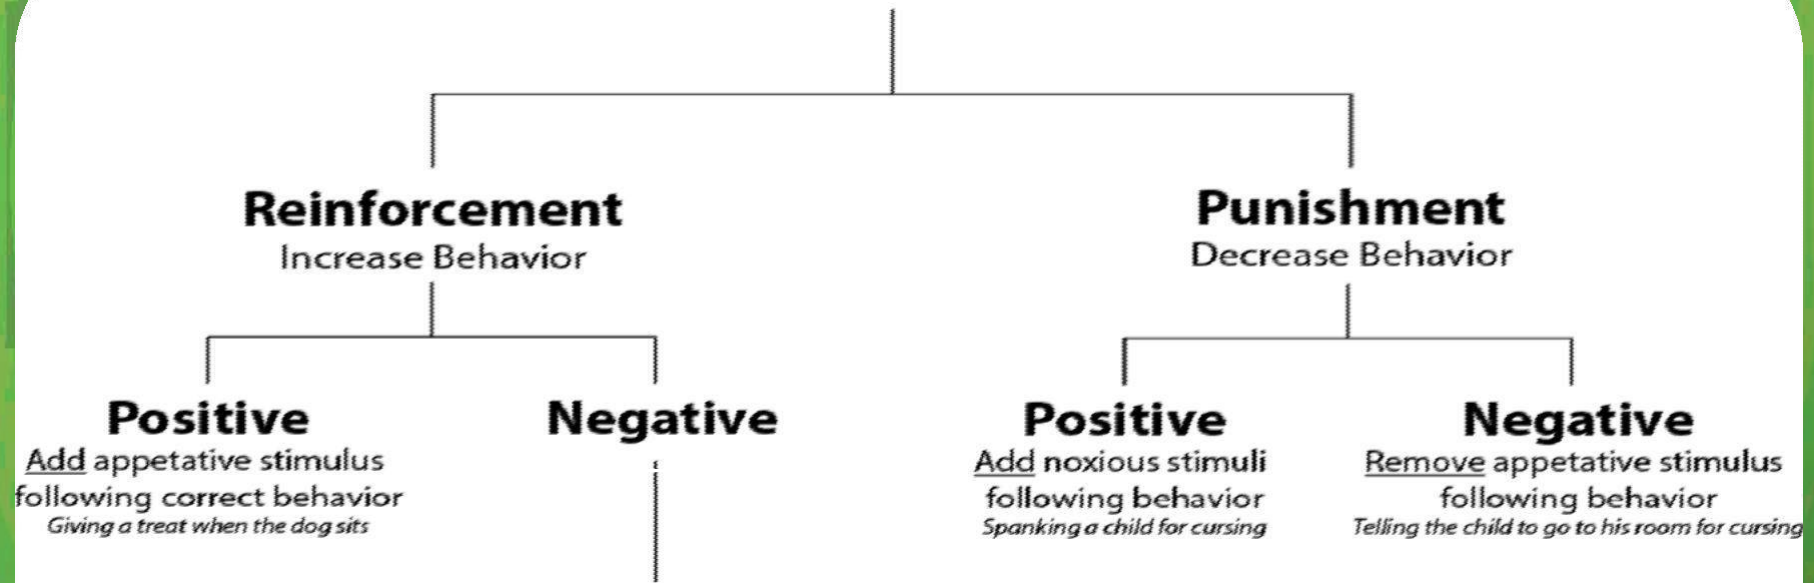 Reinforcement
Increase Behavior
Punishment
Decrease Behavior
Positive
Add appetative stimulus
following correct behavior
Giving a treat when the dog sits
Negative
Positive
Add noxious stimuli
following behavior
Spanking a child for cursing
Negative
Remove appetative stimulus
following behavior
Telling the child to go to his room for cursing